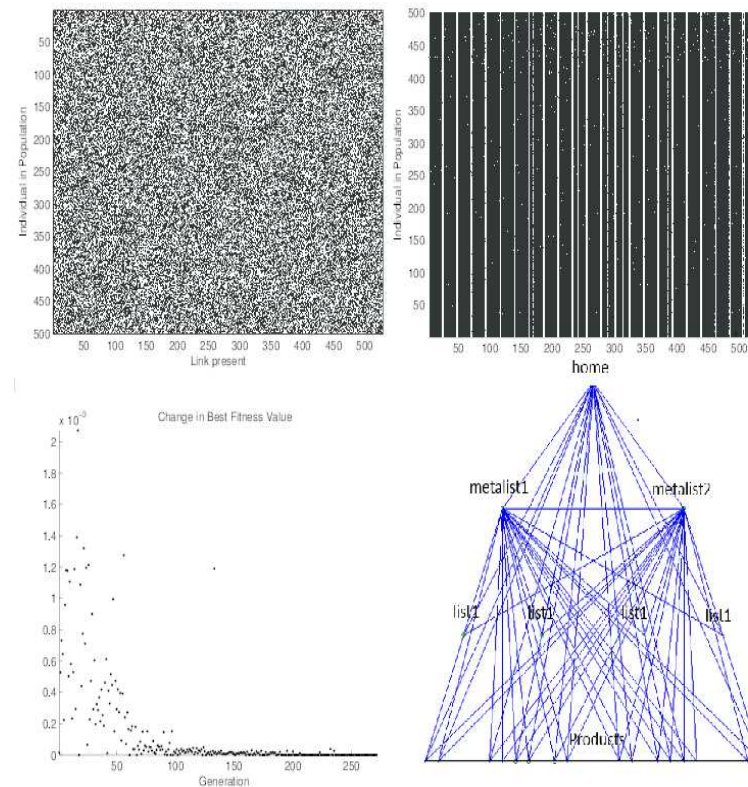 50
100
150
200
250
300
350
400
450
500
Individual in Population
50 100 150 200 250 300 350 400 450 500
Link present
500
450
400
350
300
250
200
150
100
50
Individual in Population
50 100 150 200 250 300 350 400 450 500
home
Change in Best Fitness Value
x 10⁻³
2
1.8
1.6
1.4
1.2
1
0.8
0.6
0.4
0.2
0
50 100 150 200 250
Generation
metalist1 metalist2
list1 list1 list1 list1
Products